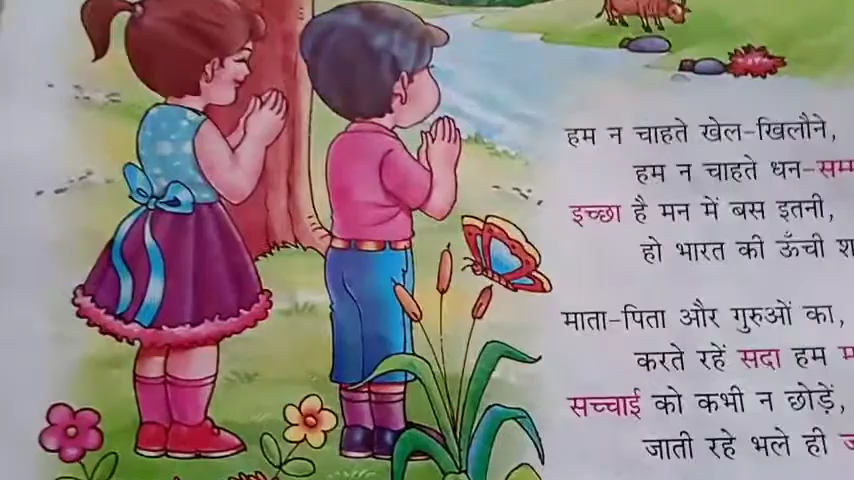 हम न चाहते खेल-खिलौने,
हम न चाहते धन-
इच्छा है मन में बस इतनी,
हो भारत की ऊँची
माता-पिता और गुरुओं का,
करते रहें सदा हम
सच्चाई को कभी न छोड़ें,
जाती रहे भले ही